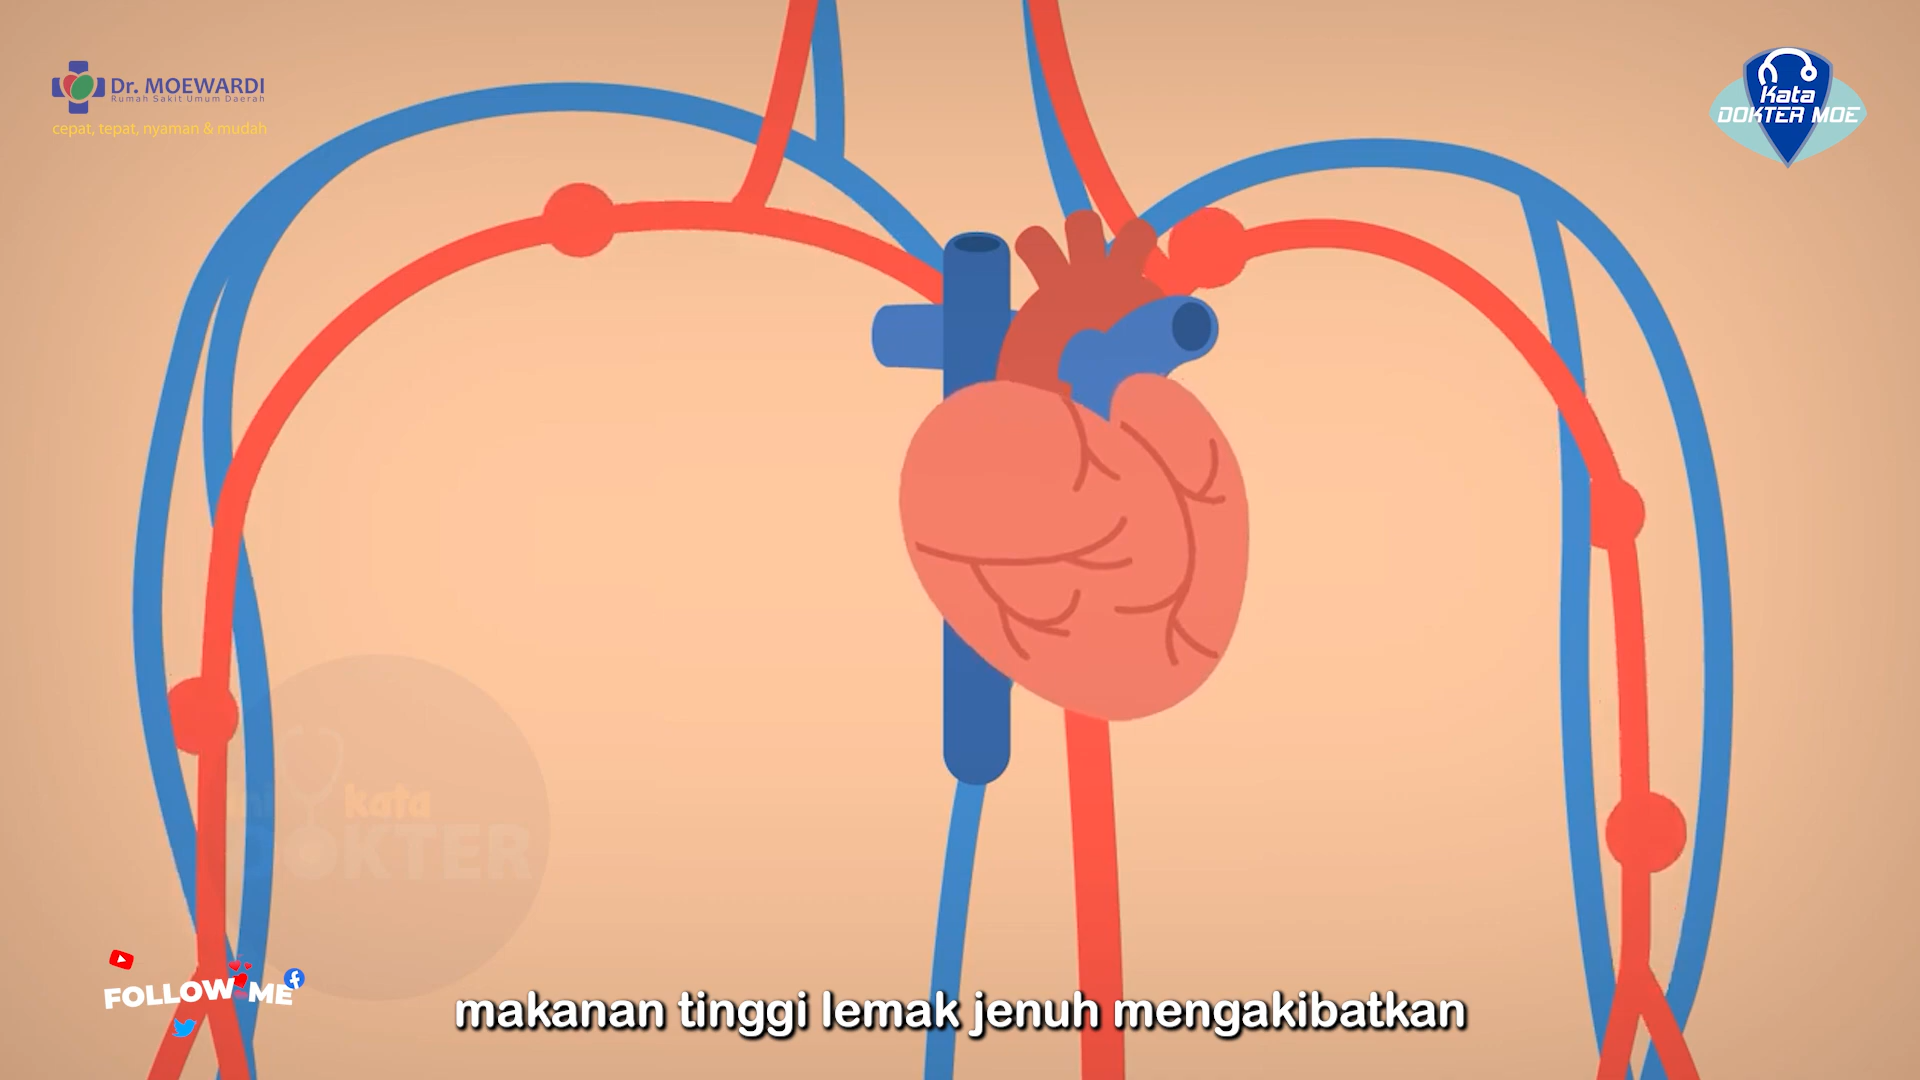 Dr. MOEWARDI
Rumah Sakit Umum Daerah
cepat, tepat, nyaman & mudah
Kata
DOKTER MOE
ini kata
DOKTER
FOLLOW ME
makanan tinggi lemak jenuh mengakibatkan